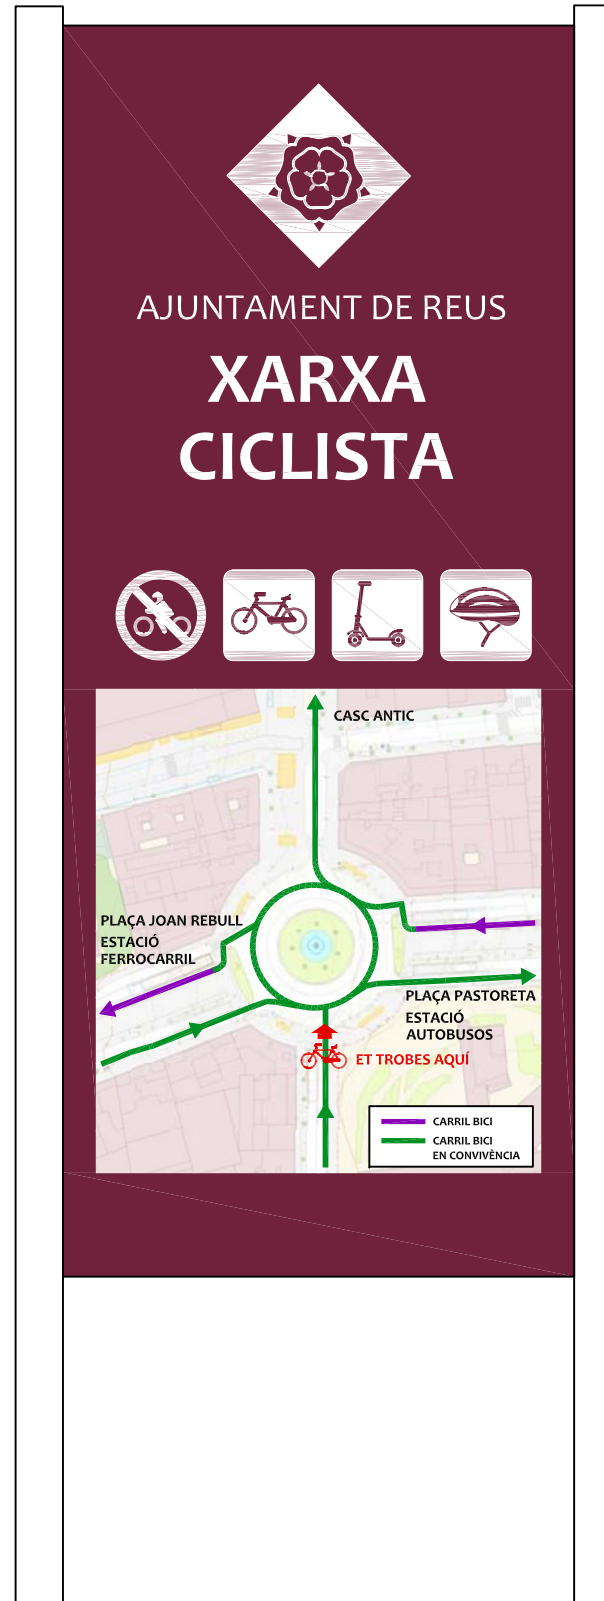 AJUNTAMENT DE REUS
XARXA
CICLISTA
CASC ANTIC
PLAÇA JOAN REBULL
ESTACIÓ
FERROCARRIL
PLAÇA PASTORETA
ESTACIÓ
AUTOBUSOS
ET TROBES AQUÍ
CARRIL BICI
CARRIL BICI
EN CONVIVÈNCIA